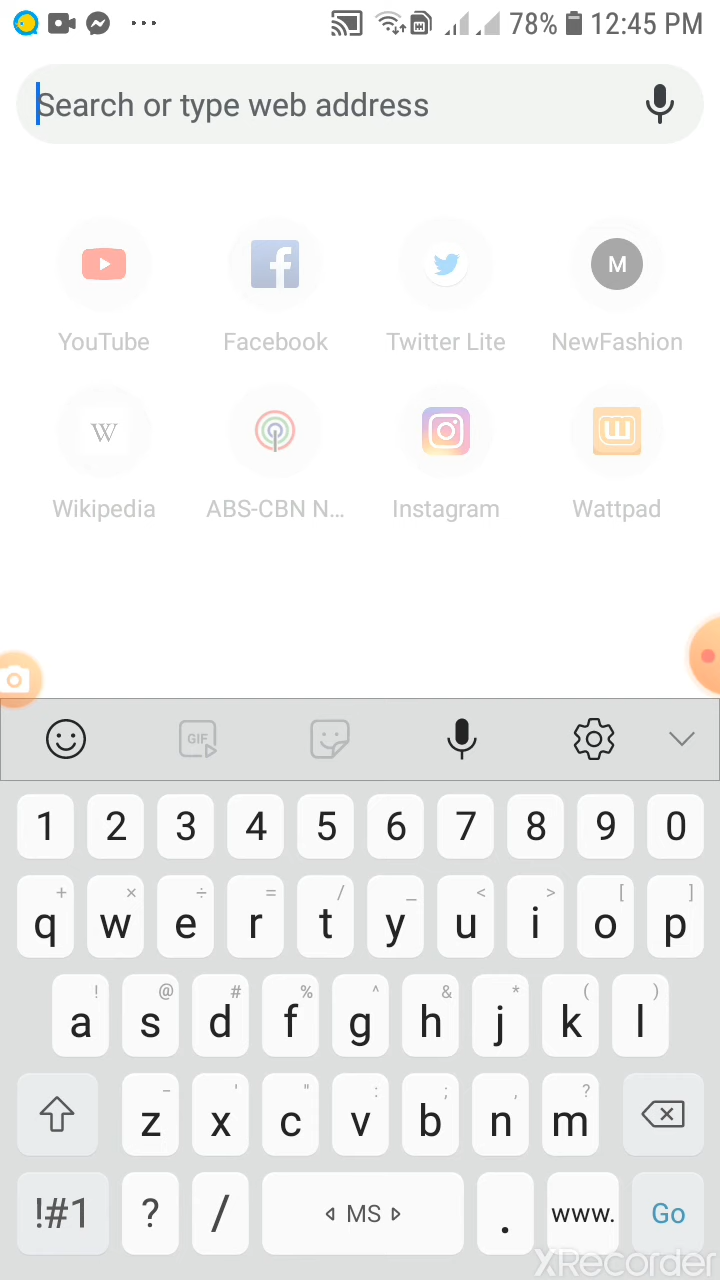 78% 12:45 PM
Search or type web address
M
YouTube Facebook Twitter Lite NewFashion
W
Wikipedia ABS-CBN N... Instagram Wattpad
GIF
1 2 3 4 5 6 7 8 9 0
+ × ÷ = / _ < > [ ]
q w e r t y u i o p
! @ # % ^ & * ( )
a s d f g h j k l
- ' " : ; , ?
z x c v b n m
!#1 ? / MS . www. Go
XRecorder